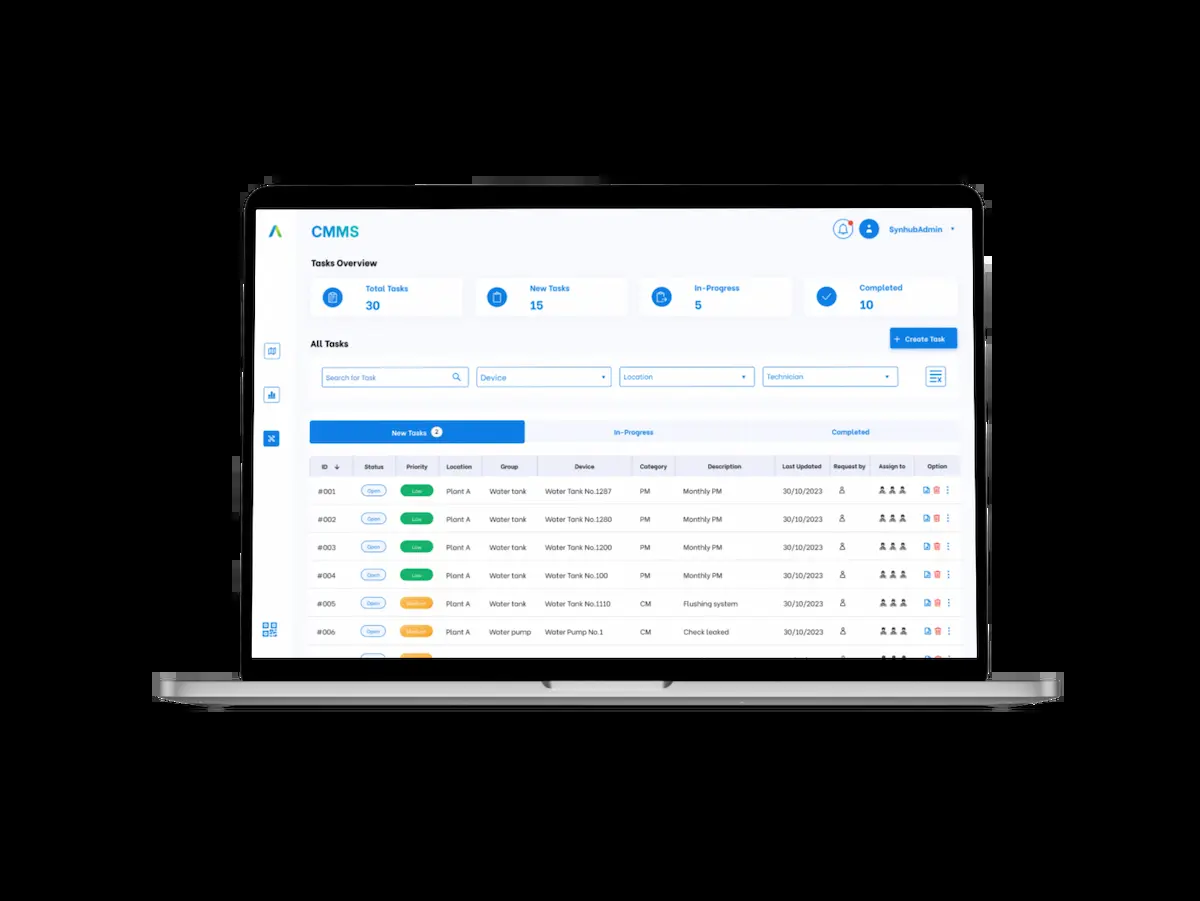 CMMS
SynhubAdmin
Tasks Overview
Total Tasks
30
New Tasks
15
In-Progress
5
Completed
10
All Tasks
+ Create Task
Search for Task
Device
Location
Technician
New Tasks 2
In-Progress
Completed
ID Status Priority Location Group Device Category Description Last Updated Request by Assign to Option
#001 Open Low Plant A Water tank Water Tank No.1287 PM Monthly PM 30/10/2023
#002 Open Low Plant A Water tank Water Tank No.1280 PM Monthly PM 30/10/2023
#003 Open Low Plant A Water tank Water Tank No.1200 PM Monthly PM 30/10/2023
#004 Open Low Plant A Water tank Water Tank No.100 PM Monthly PM 30/10/2023
#005 Open Medium Plant A Water tank Water Tank No.1110 CM Flushing system 30/10/2023
#006 Open Medium Plant A Water pump Water Pump No.1 CM Check leaked 30/10/2023